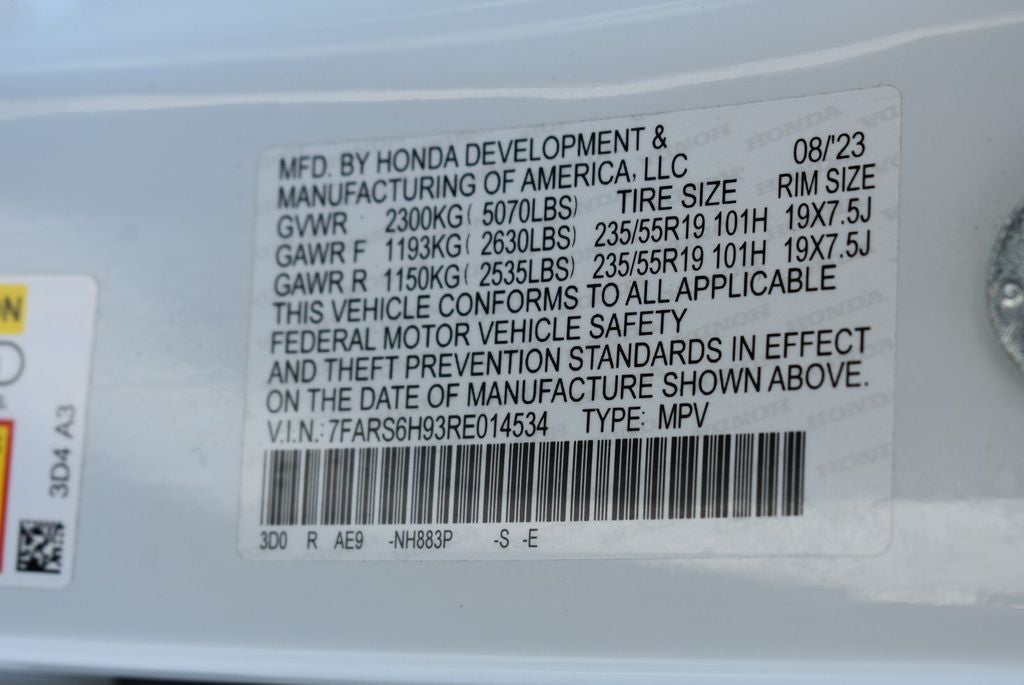 MFD. BY HONDA DEVELOPMENT & 08/'23
MANUFACTURING OF AMERICA, LLC
TIRE SIZE RIM SIZE
GVWR 2300KG( 5070LBS)
GAWR F 1193KG( 2630LBS) 235/55R19 101H 19X7.5J
GAWR R 1150KG( 2535LBS) 235/55R19 101H 19X7.5J
THIS VEHICLE CONFORMS TO ALL APPLICABLE
FEDERAL MOTOR VEHICLE SAFETY
AND THEFT PREVENTION STANDARDS IN EFFECT
ON THE DATE OF MANUFACTURE SHOWN ABOVE.
V.I.N.:7FARS6H93RE014534 TYPE: MPV
3D0 R AE9 -NH883P -S -E
3D4 A3
HONDA